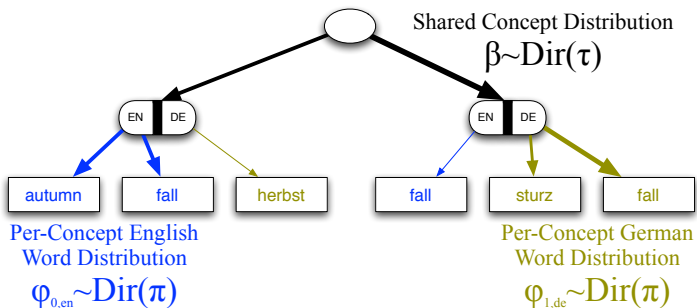 Shared Concept Distribution
β~Dir(τ)
EN DE
EN DE
autumn
fall
herbst
fall
sturz
fall
Per-Concept English
Word Distribution
φ0,en~Dir(π)
Per-Concept German
Word Distribution
φ1,de~Dir(π)